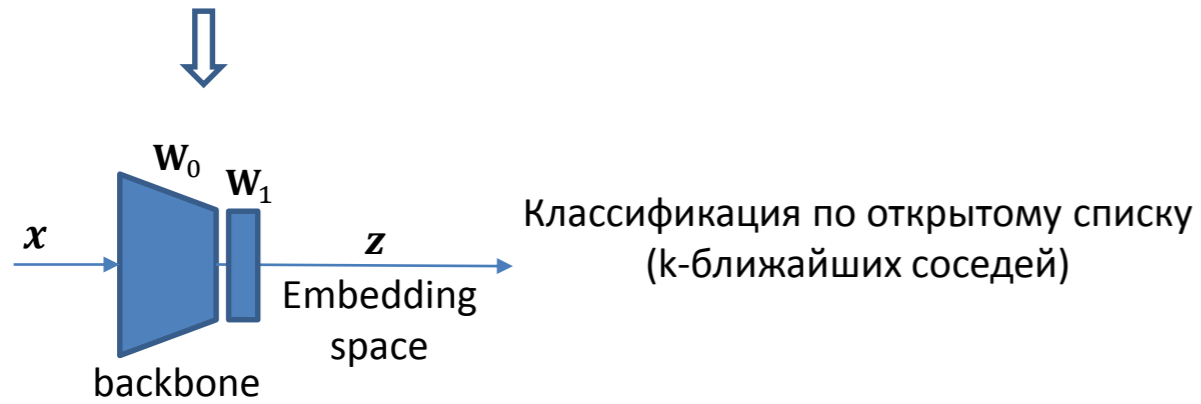 W₀
W₁
x
z
Embedding
space
backbone
Классификация по открытому списку
(k-ближайших соседей)